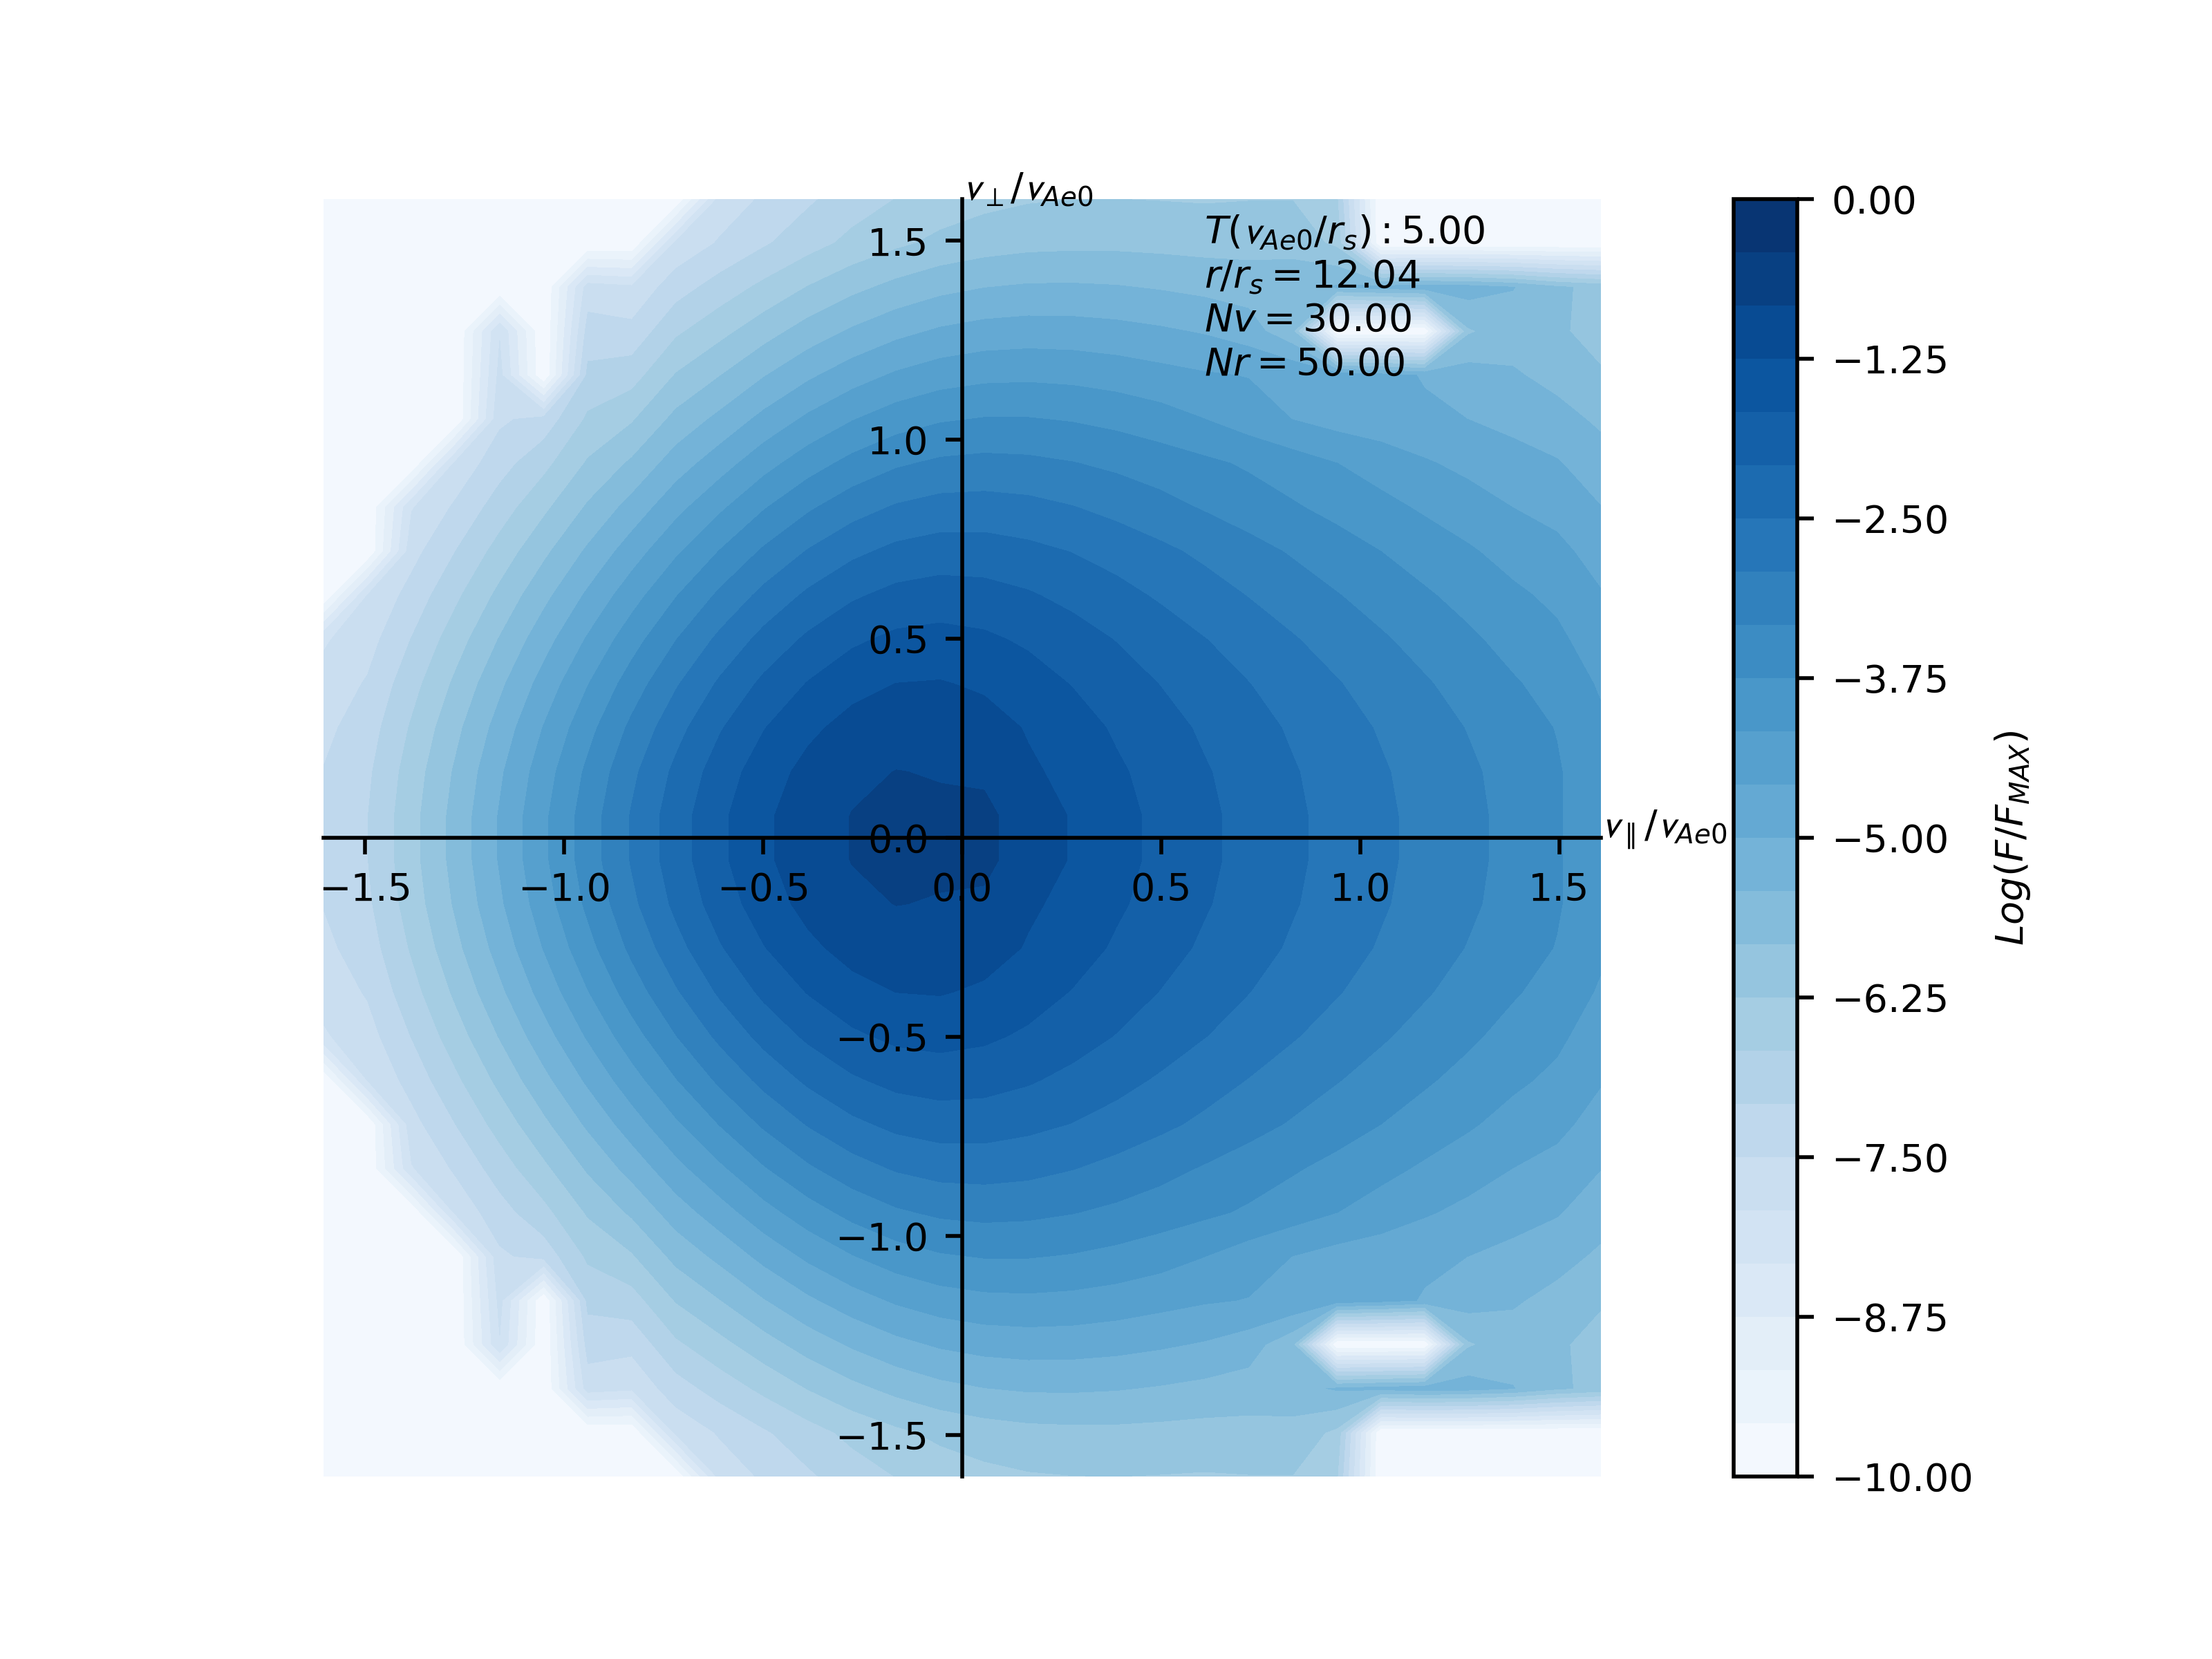 v⊥/vAe0
T(vAe0/rs) : 5.00
r/rs = 12.04
Nv = 30.00
Nr = 50.00
1.5
1.0
0.5
0.0
−0.5
−1.0
−1.5
−1.5 −1.0 −0.5 0.0 0.5 1.0 1.5
v∥/vAe0
0.00
−1.25
−2.50
−3.75
−5.00
−6.25
−7.50
−8.75
−10.00
Log(F/FMAX)